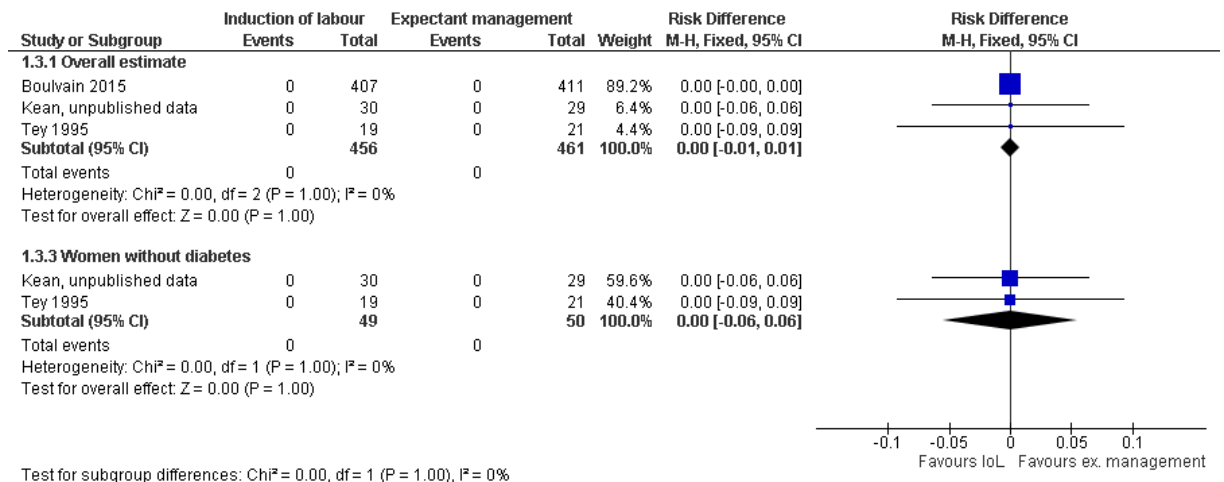 Induction of labour Expectant management Risk Difference Risk Difference
Study or Subgroup Events Total Events Total Weight M-H, Fixed, 95% CI M-H, Fixed, 95% CI
1.3.1 Overall estimate
Boulvain 2015 0 407 0 411 89.2% 0.00 [-0.00, 0.00]
Kean, unpublished data 0 30 0 29 6.4% 0.00 [-0.06, 0.06]
Tey 1995 0 19 0 21 4.4% 0.00 [-0.09, 0.09]
Subtotal (95% CI) 456 461 100.0% 0.00 [-0.01, 0.01]
Total events 0 0
Heterogeneity: Chi² = 0.00, df = 2 (P = 1.00); I² = 0%
Test for overall effect: Z = 0.00 (P = 1.00)
1.3.3 Women without diabetes
Kean, unpublished data 0 30 0 29 59.6% 0.00 [-0.06, 0.06]
Tey 1995 0 19 0 21 40.4% 0.00 [-0.09, 0.09]
Subtotal (95% CI) 49 50 100.0% 0.00 [-0.06, 0.06]
Total events 0 0
Heterogeneity: Chi² = 0.00, df = 1 (P = 1.00); I² = 0%
Test for overall effect: Z = 0.00 (P = 1.00)
-0.1 -0.05 0 0.05 0.1
Favours IoL Favours ex. management
Test for subgroup differences: Chi² = 0.00, df = 1 (P = 1.00), I² = 0%